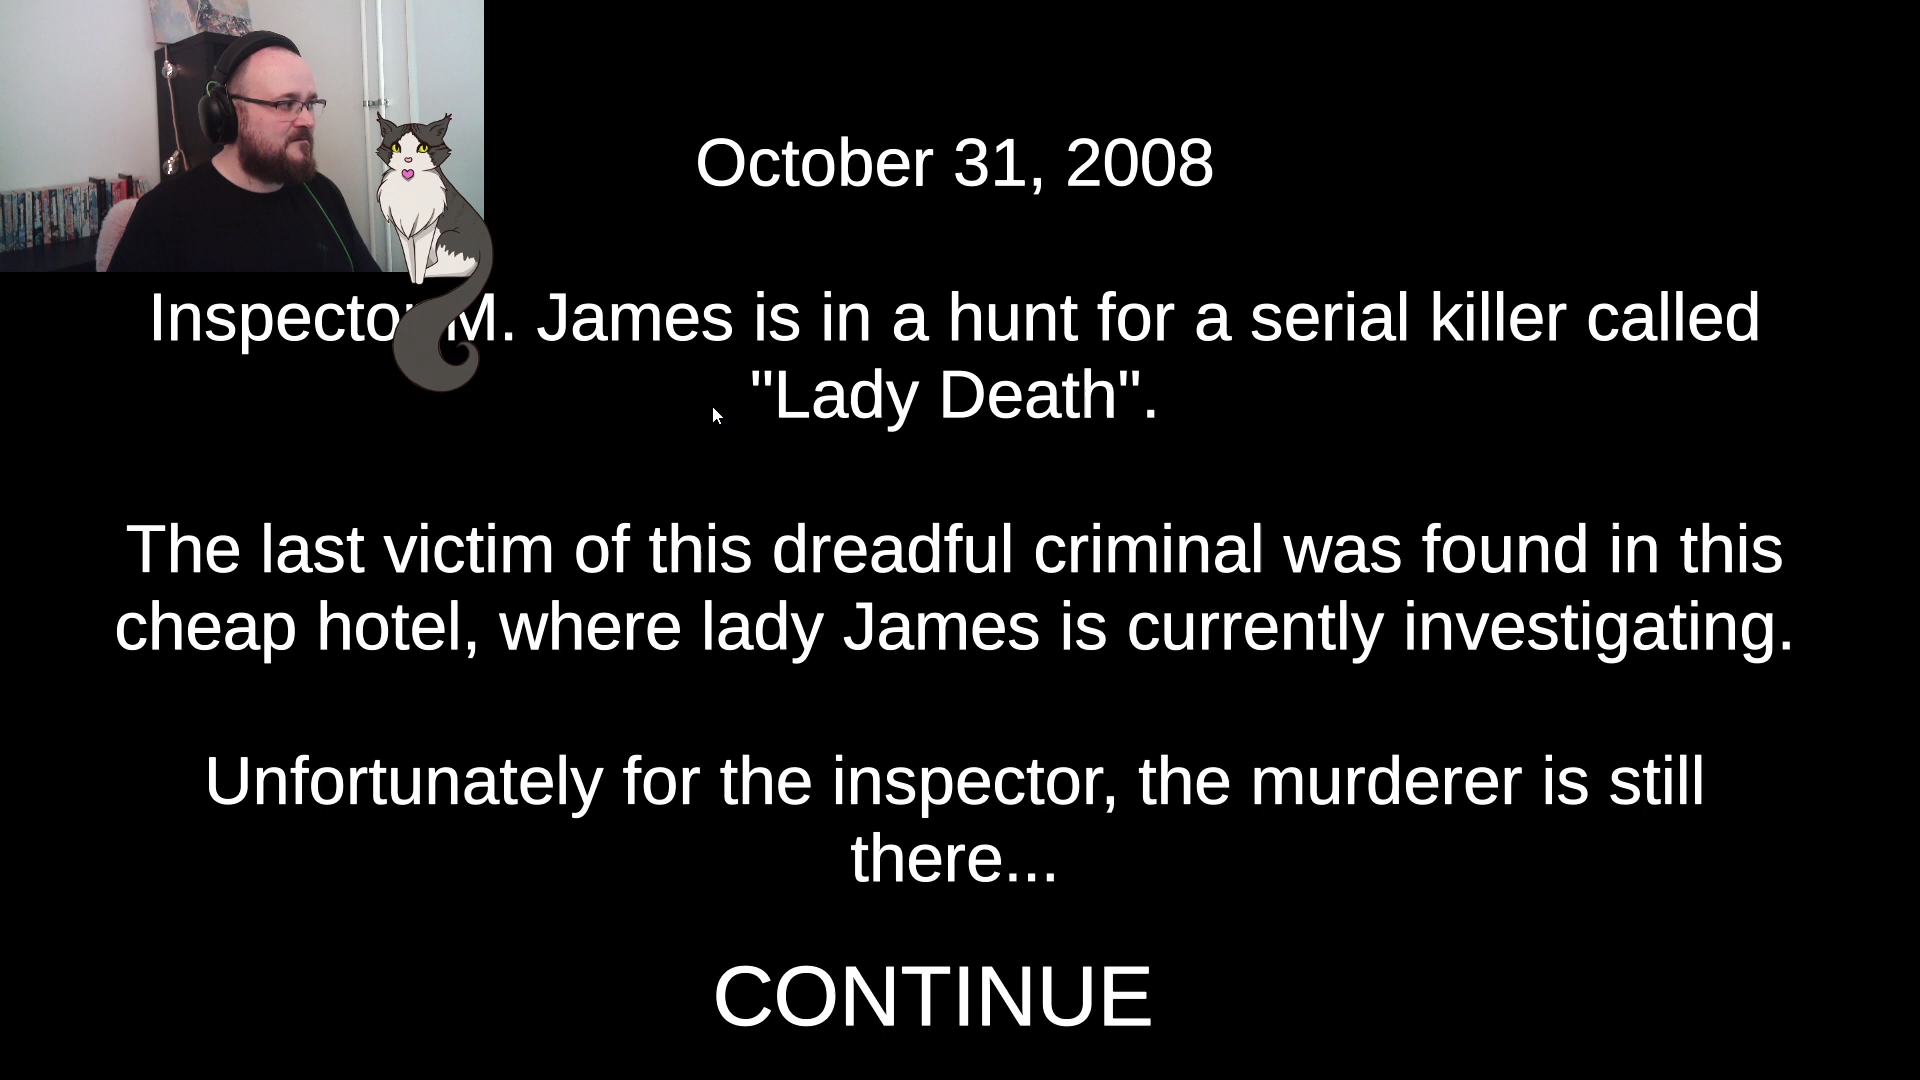 October 31, 2008
Inspector M. James is in a hunt for a serial killer called
"Lady Death".
The last victim of this dreadful criminal was found in this
cheap hotel, where lady James is currently investigating.
Unfortunately for the inspector, the murderer is still
there...
CONTINUE